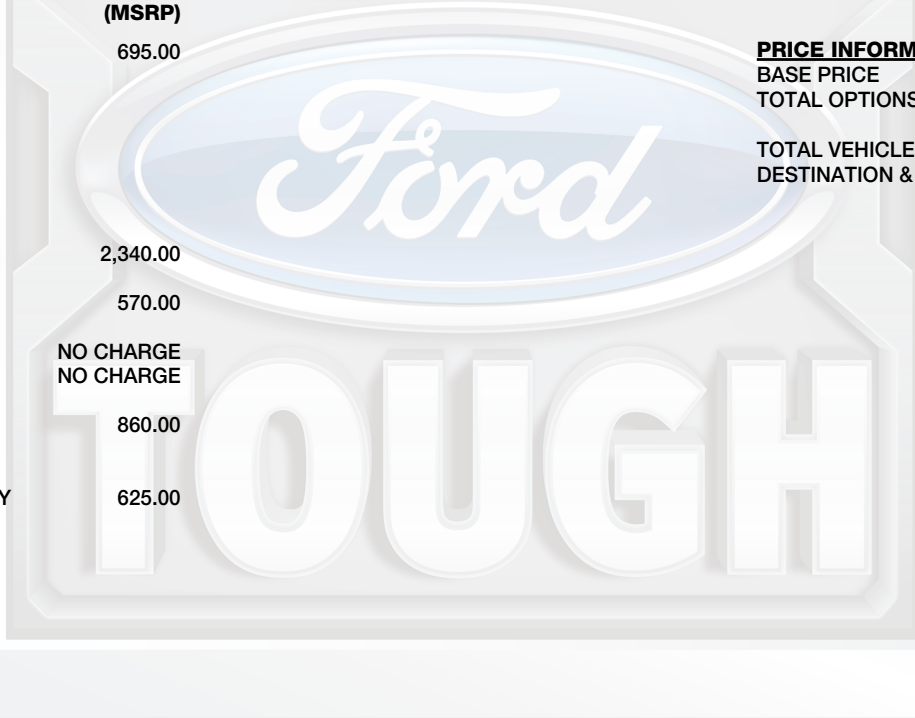 (MSRP)
695.00
2,340.00
570.00
NO CHARGE
NO CHARGE
860.00
Y 625.00
PRICE INFORM
BASE PRICE
TOTAL OPTIONS
TOTAL VEHICLE
DESTINATION &
Ford
TOUGH